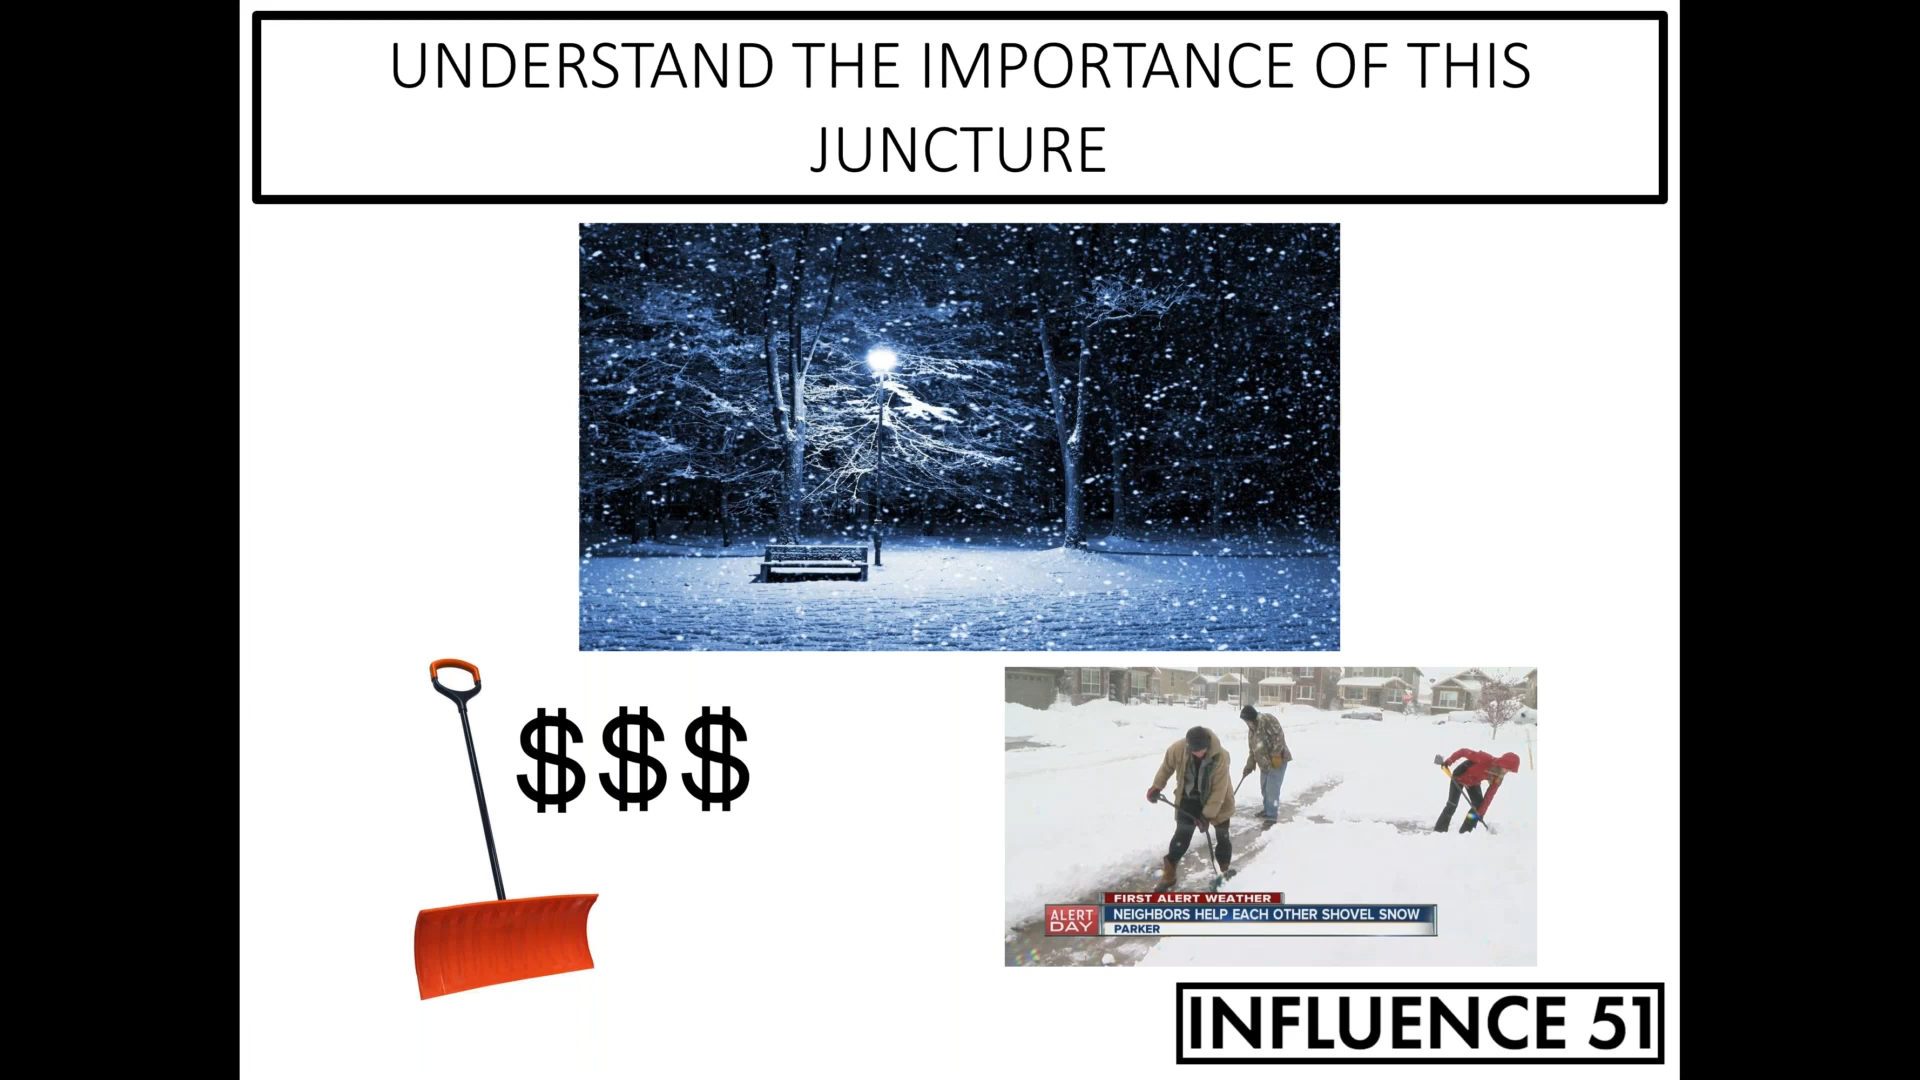 UNDERSTAND THE IMPORTANCE OF THIS
JUNCTURE
$$$
FIRST ALERT WEATHER
ALERT
DAY
NEIGHBORS HELP EACH OTHER SHOVEL SNOW
PARKER
INFLUENCE 51